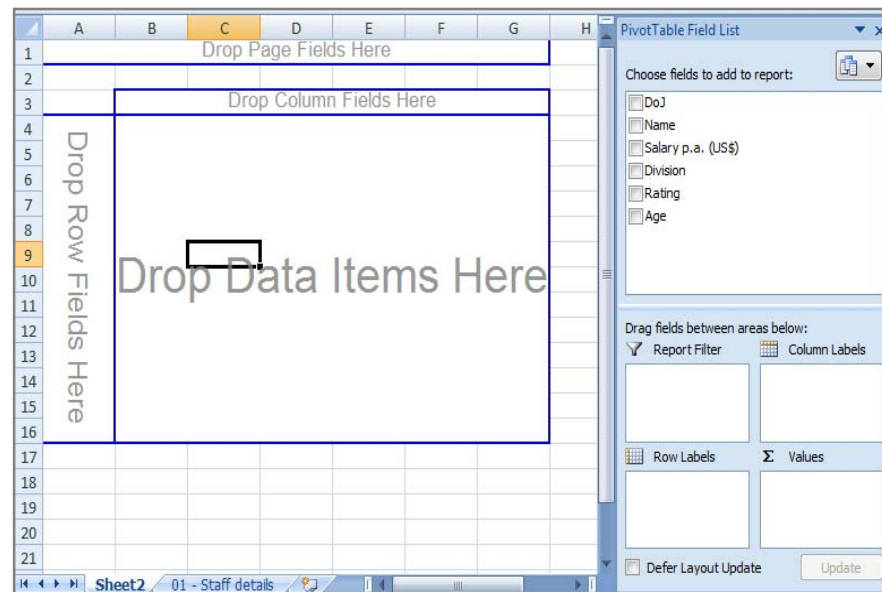 A B C D E F G H
1 Drop Page Fields Here
2
3 Drop Column Fields Here
4
5
6
7
8
9
10
11
12
13
14
15
16
17
18
19
20
21
Drop Row Fields Here
Drop Data Items Here
Sheet2 01 - Staff details
PivotTable Field List
Choose fields to add to report:
DoJ
Name
Salary p.a. (US$)
Division
Rating
Age
Drag fields between areas below:
Report Filter Column Labels
Row Labels Σ Values
Defer Layout Update Update